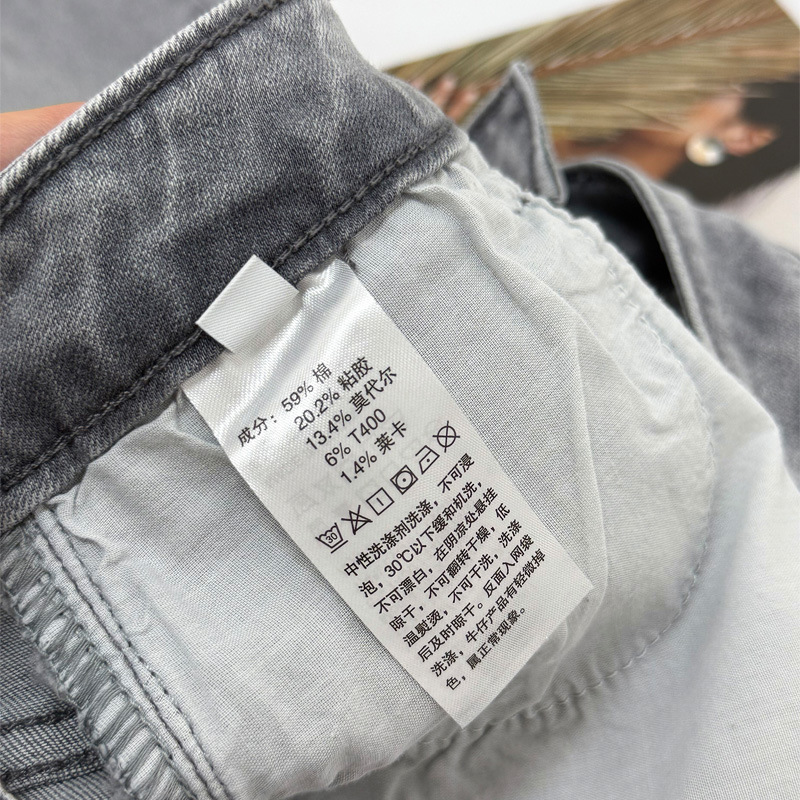 成分：59% 棉
20.2% 粘胶
13.4% 莫代尔
6% T400
1.4% 莱卡
30
中性洗涤剂洗涤，不可浸
泡，30℃以下缓和机洗，
不可漂白，在阴凉处悬挂
晾干，不可翻转干燥，低
温熨烫，不可干洗，洗涤
后及时晾干。反面入网袋
洗涤，牛仔产品有轻微掉
色，属正常现象。